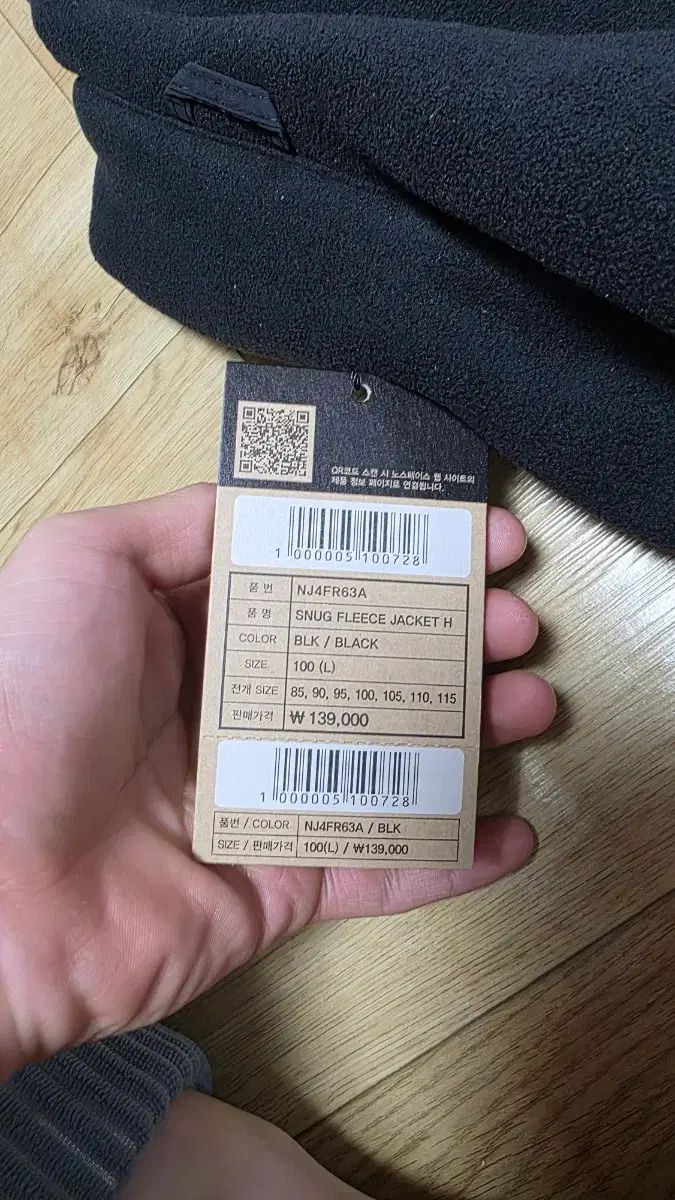 QR코드 스캔 시 노스페이스 웹 사이트의
제품 정보 페이지로 연결됩니다.
1 000005 100728
품 번 NJ4FR63A
품 명 SNUG FLEECE JACKET H
COLOR BLK / BLACK
SIZE 100 (L)
전개 SIZE 85, 90, 95, 100, 105, 110, 115
판매가격 ₩ 139,000
1 000005 100728
품번 / COLOR NJ4FR63A / BLK
SIZE / 판매가격 100(L) / ₩139,000